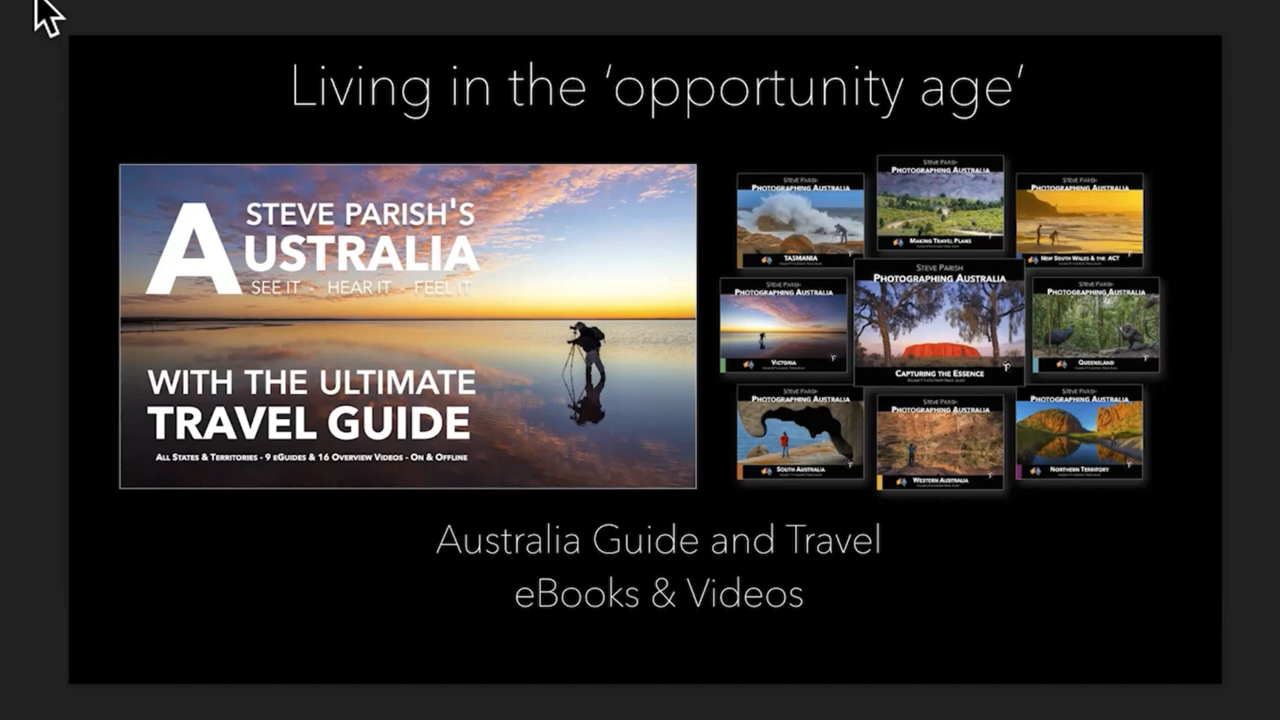 Living in the ‘opportunity age’
STEVE PARISH'S
AUSTRALIA
SEE IT - HEAR IT - FEEL IT
WITH THE ULTIMATE
TRAVEL GUIDE
ALL STATES & TERRITORIES - 9 EGUIDES & 16 OVERVIEW VIDEOS - ON & OFFLINE
STEVE PARISH
PHOTOGRAPHING AUSTRALIA
TASMANIA
STEVE PARISH
PHOTOGRAPHING AUSTRALIA
MAKING TRAVEL PLANS
STEVE PARISH
PHOTOGRAPHING AUSTRALIA
NEW SOUTH WALES & THE ACT
STEVE PARISH
PHOTOGRAPHING AUSTRALIA
VICTORIA
STEVE PARISH
PHOTOGRAPHING AUSTRALIA
CAPTURING THE ESSENCE
STEVE PARISH
PHOTOGRAPHING AUSTRALIA
QUEENSLAND
STEVE PARISH
PHOTOGRAPHING AUSTRALIA
SOUTH AUSTRALIA
STEVE PARISH
PHOTOGRAPHING AUSTRALIA
WESTERN AUSTRALIA
STEVE PARISH
PHOTOGRAPHING AUSTRALIA
NORTHERN TERRITORY
Australia Guide and Travel
eBooks & Videos